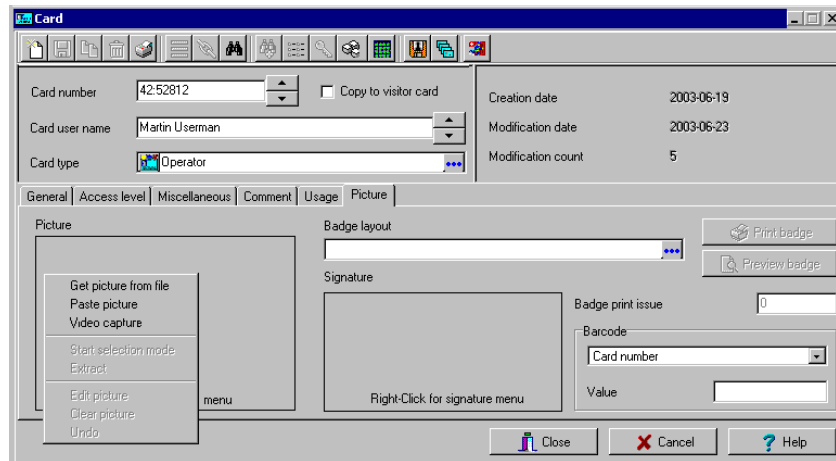 Card
Card number 42:52812 Copy to visitor card
Card user name Martin Userman
Card type Operator
Creation date 2003-06-19
Modification date 2003-06-23
Modification count 5
General Access level Miscellaneous Comment Usage Picture
Picture
Get picture from file
Paste picture
Video capture
Start selection mode
Extract
Edit picture
Clear picture
Undo
menu
Badge layout
Signature
Right-Click for signature menu
Print badge
Preview badge
Badge print issue 0
Barcode
Card number
Value
Close Cancel Help